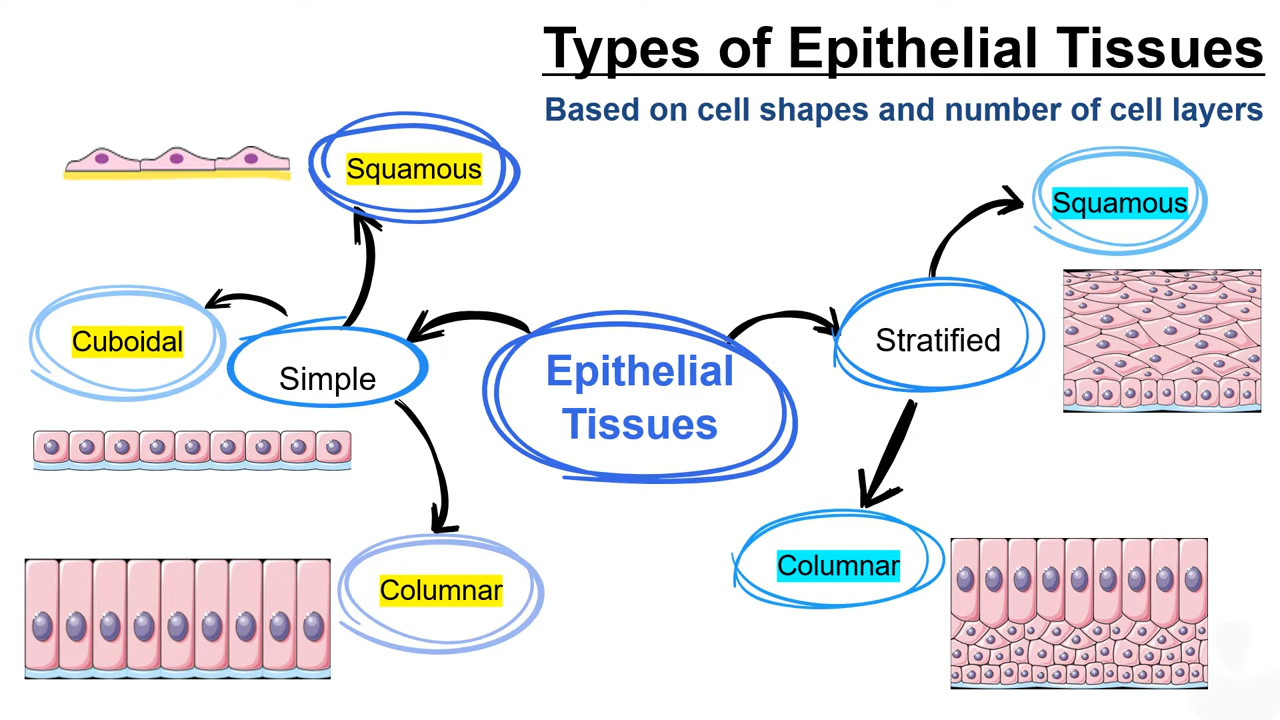 Types of Epithelial Tissues
Based on cell shapes and number of cell layers
Squamous
Cuboidal
Simple
Columnar
Epithelial
Tissues
Squamous
Stratified
Columnar